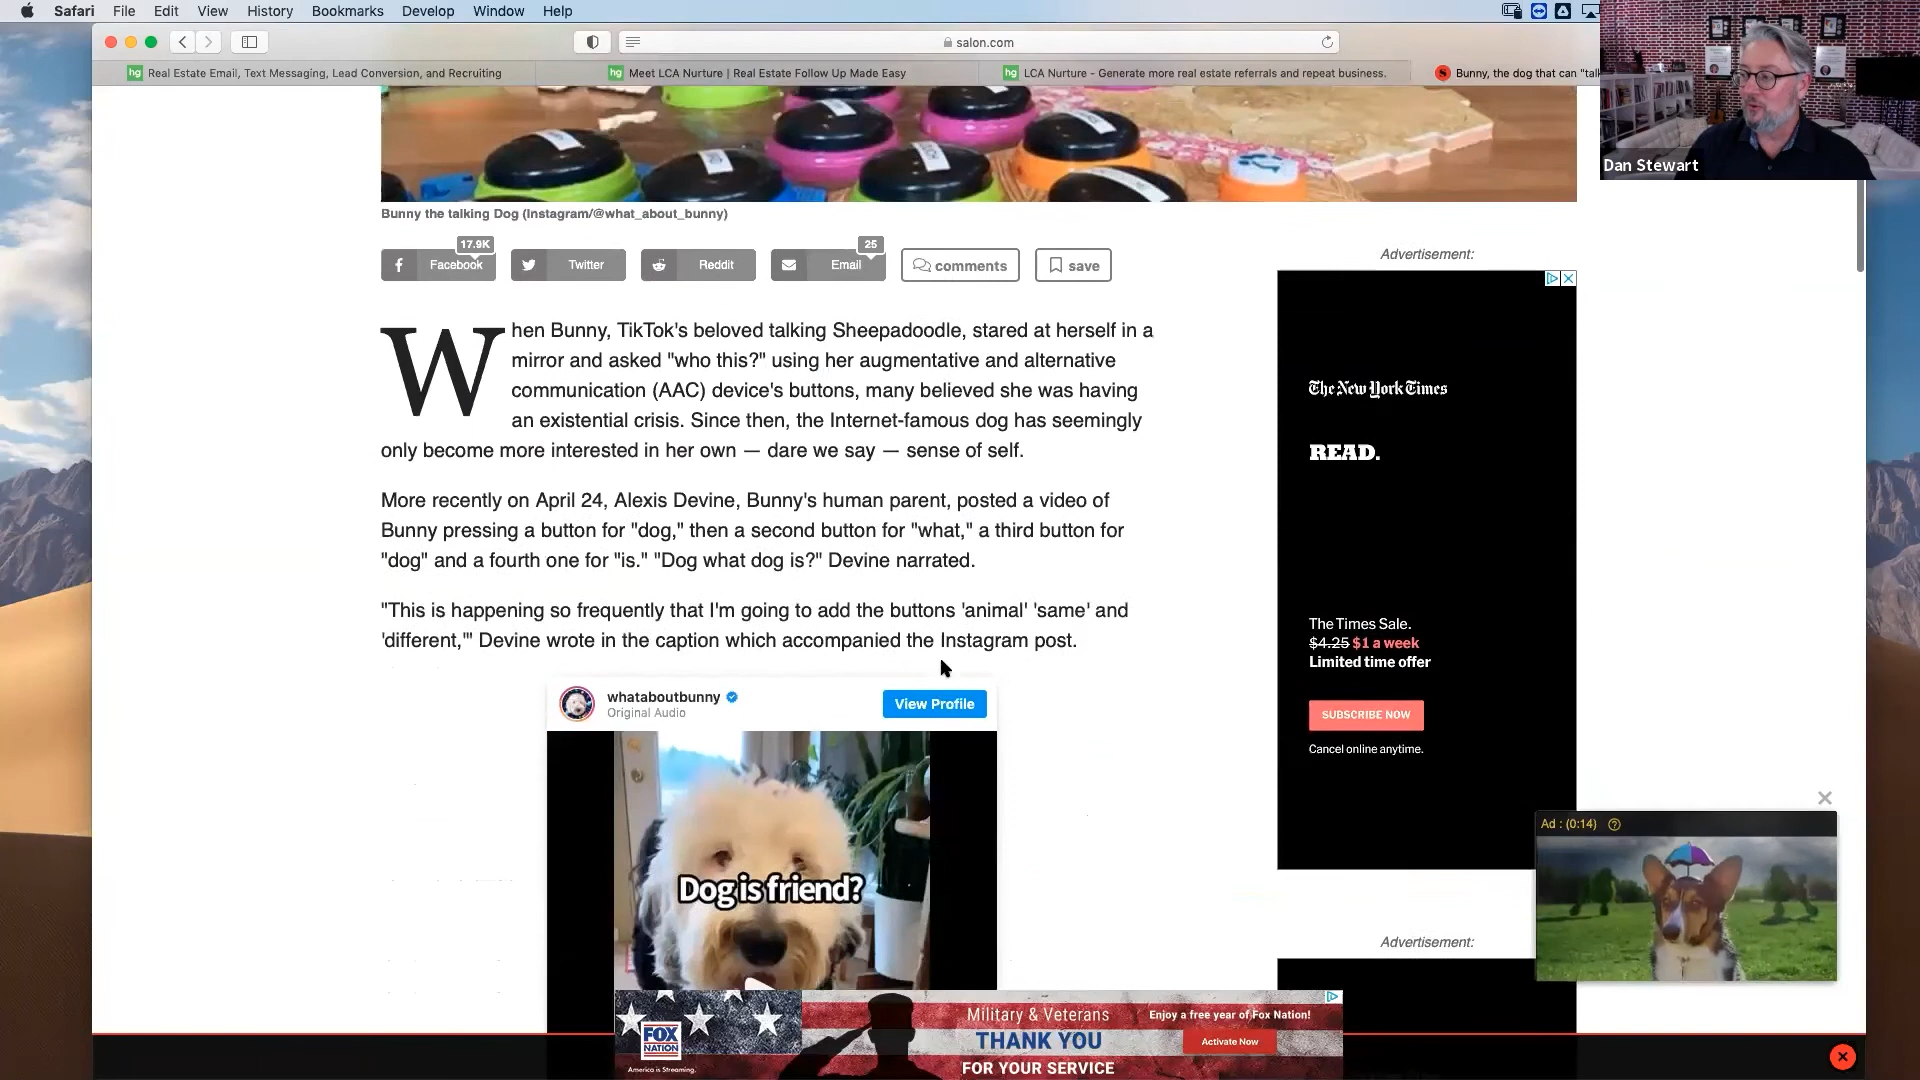 Safari File Edit View History Bookmarks Develop Window Help
salon.com
hg Real Estate Email, Text Messaging, Lead Conversion, and Recruiting
hg Meet LCA Nurture | Real Estate Follow Up Made Easy
hg LCA Nurture - Generate more real estate referrals and repeat business.
S Bunny, the dog that can "talk
Dan Stewart
Bunny the talking Dog (Instagram/@what_about_bunny)
17.9K
25
Facebook Twitter Reddit Email comments save
When Bunny, TikTok's beloved talking Sheepadoodle, stared at herself in a
mirror and asked "who this?" using her augmentative and alternative
communication (AAC) device's buttons, many believed she was having
an existential crisis. Since then, the Internet-famous dog has seemingly
only become more interested in her own — dare we say — sense of self.
More recently on April 24, Alexis Devine, Bunny's human parent, posted a video of
Bunny pressing a button for "dog," then a second button for "what," a third button for
"dog" and a fourth one for "is." "Dog what dog is?" Devine narrated.
"This is happening so frequently that I'm going to add the buttons 'animal' 'same' and
'different,'" Devine wrote in the caption which accompanied the Instagram post.
whataboutbunny
Original Audio
View Profile
Dog is friend?
Advertisement:
The New York Times
READ.
The Times Sale.
$4.25 $1 a week
Limited time offer
SUBSCRIBE NOW
Cancel online anytime.
Advertisement:
Ad : (0:14)
FOX
NATION
America is Streaming.
Military & Veterans
THANK YOU
FOR YOUR SERVICE
Enjoy a free year of Fox Nation!
Activate Now